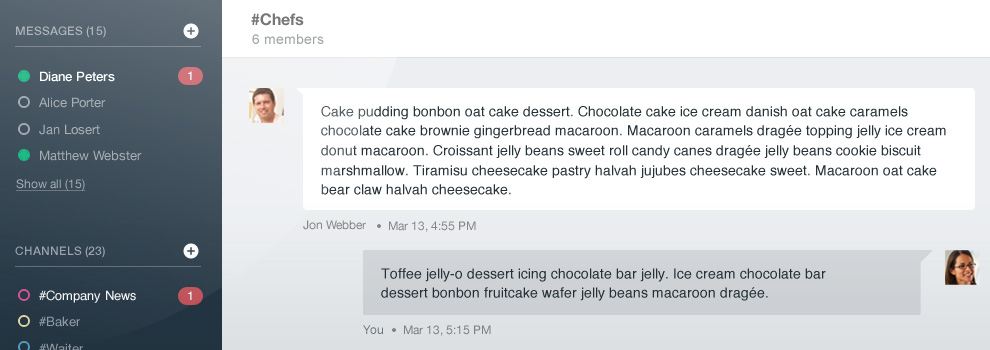 MESSAGES (15)
Diane Peters 1
Alice Porter
Jan Losert
Matthew Webster
Show all (15)
CHANNELS (23)
#Company News 1
#Baker
#Waiter
#Chefs
6 members
Cake pudding bonbon oat cake dessert. Chocolate cake ice cream danish oat cake caramels
chocolate cake brownie gingerbread macaroon. Macaroon caramels dragée topping jelly ice cream
donut macaroon. Croissant jelly beans sweet roll candy canes dragée jelly beans cookie biscuit
marshmallow. Tiramisu cheesecake pastry halvah jujubes cheesecake sweet. Macaroon oat cake
bear claw halvah cheesecake.
Jon Webber • Mar 13, 4:55 PM
Toffee jelly-o dessert icing chocolate bar jelly. Ice cream chocolate bar
dessert bonbon fruitcake wafer jelly beans macaroon dragée.
You • Mar 13, 5:15 PM